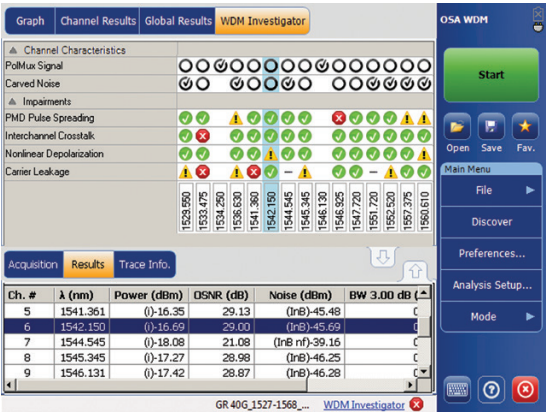 Graph Channel Results Global Results WDM Investigator
OSA WDM
Channel Characteristics
PolMux Signal
Carved Noise
Impairments
PMD Pulse Spreading
Interchannel Crosstalk
Nonlinear Depolarization
Carrier Leakage
1529.550 1533.475 1534.250 1536.630 1541.360 1542.150 1544.545 1545.345 1546.130 1546.925 1547.720 1551.720 1552.520 1557.375 1560.610
Start
Open Save Fav.
Main Menu
File
Discover
Preferences...
Analysis Setup...
Mode
Acquisition Results Trace Info.
Ch. # λ (nm) Power (dBm) OSNR (dB) Noise (dBm) BW 3.00 dB (
5 1541.361 (i)-16.35 29.13 (InB)-45.48
6 1542.150 (i)-16.69 29.00 (InB)-45.69
7 1544.545 (i)-18.08 21.08 (InB nf)-39.16
8 1545.345 (i)-17.27 28.98 (InB)-46.25
9 1546.131 (i)-17.42 28.87 (InB)-46.28
GR 40G_1527-1568_... WDM Investigator